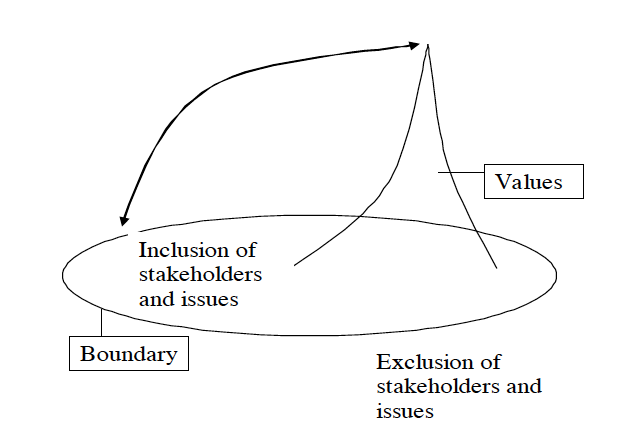 Values
Inclusion of
stakeholders
and issues
Boundary
Exclusion of
stakeholders and
issues